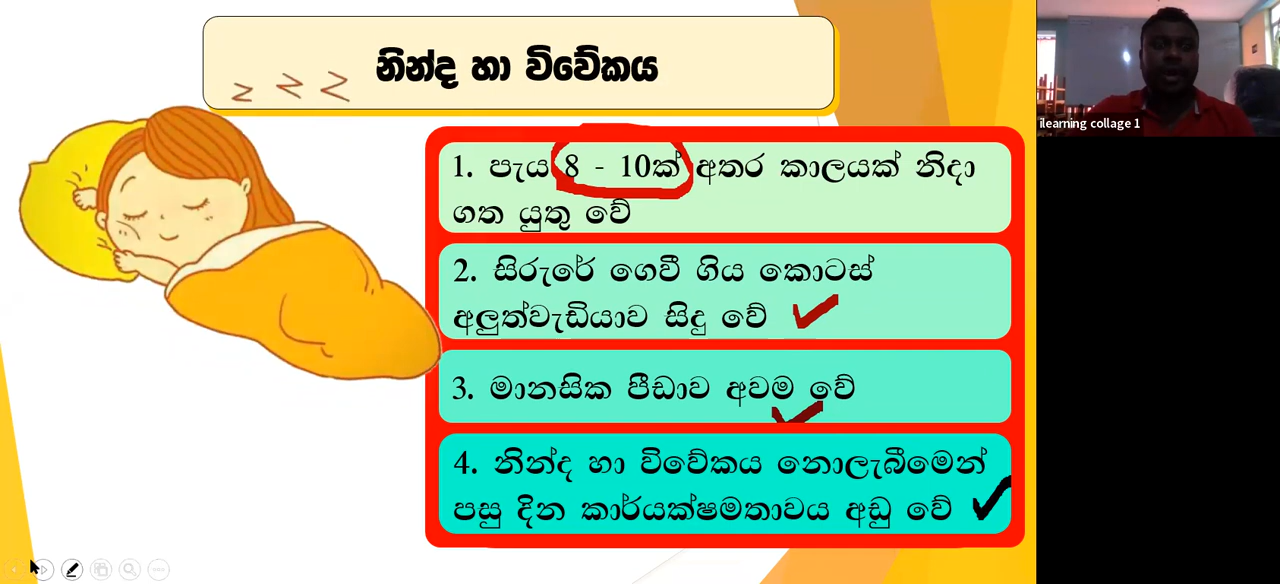 නින්ද හා විවේකය
z z z
1. පැය 8 - 10ක් අතර කාලයක් නිදා
ගත යුතු වේ
2. සිරුරේ ගෙවී ගිය කොටස්
අලුත්වැඩියාව සිදු වේ
3. මානසික පීඩාව අවම වේ
4. නින්ද හා විවේකය නොලැබීමෙන්
පසු දින කාර්යක්ෂමතාවය අඩු වේ
ilearning collage 1